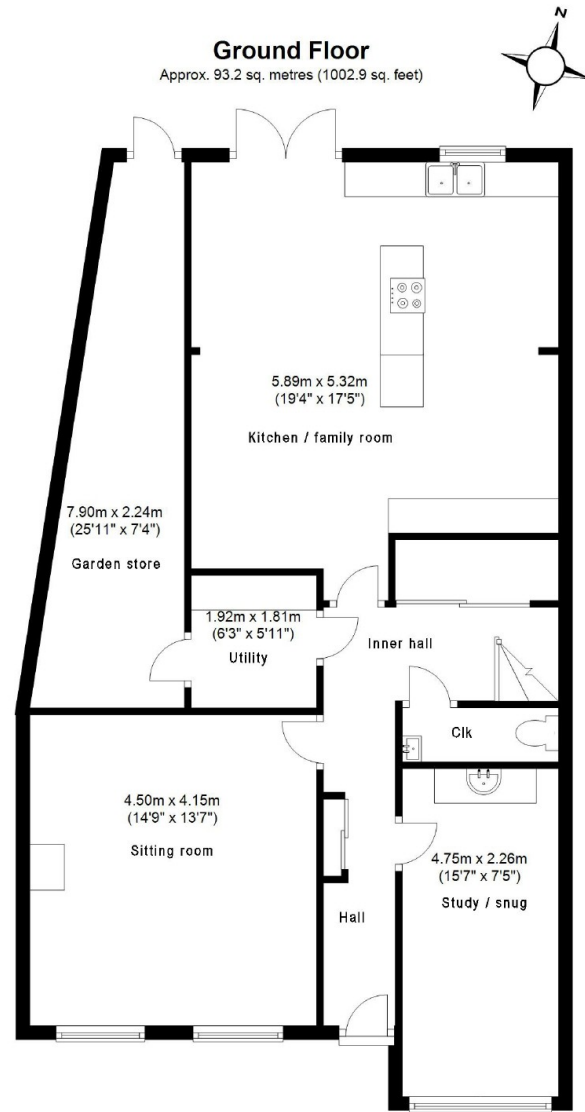 N
Ground Floor
Approx. 93.2 sq. metres (1002.9 sq. feet)
5.89m x 5.32m
(19'4" x 17'5")
Kitchen / family room
7.90m x 2.24m
(25'11" x 7'4")
Garden store
1.92m x 1.81m
(6'3" x 5'11")
Utility
Inner hall
Clk
4.50m x 4.15m
(14'9" x 13'7")
Sitting room
4.75m x 2.26m
(15'7" x 7'5")
Study / snug
Hall